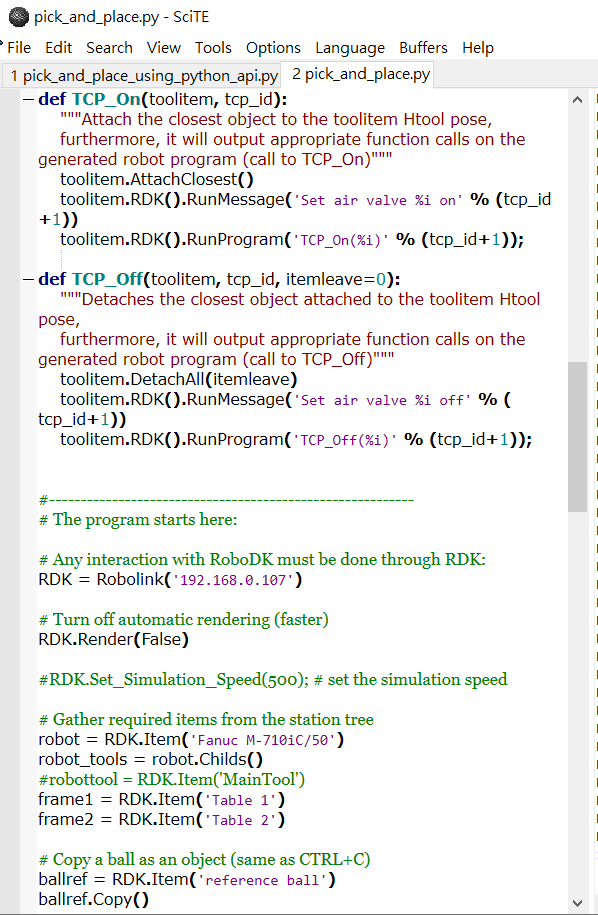 pick_and_place.py - SciTE
File Edit Search View Tools Options Language Buffers Help
1 pick_and_place_using_python_api.py 2 pick_and_place.py
def TCP_On(toolitem, tcp_id):
"""Attach the closest object to the toolitem Htool pose,
furthermore, it will output appropriate function calls on the
generated robot program (call to TCP_On)"""
toolitem.AttachClosest()
toolitem.RDK().RunMessage('Set air valve %i on' % (tcp_id
+1))
toolitem.RDK().RunProgram('TCP_On(%i)' % (tcp_id+1));
def TCP_Off(toolitem, tcp_id, itemleave=0):
"""Detaches the closest object attached to the toolitem Htool
pose,
furthermore, it will output appropriate function calls on the
generated robot program (call to TCP_Off)"""
toolitem.DetachAll(itemleave)
toolitem.RDK().RunMessage('Set air valve %i off' % (
tcp_id+1))
toolitem.RDK().RunProgram('TCP_Off(%i)' % (tcp_id+1));
#----------------------------------------------------------
# The program starts here:
# Any interaction with RoboDK must be done through RDK:
RDK = Robolink('192.168.0.107')
# Turn off automatic rendering (faster)
RDK.Render(False)
#RDK.Set_Simulation_Speed(500); # set the simulation speed
# Gather required items from the station tree
robot = RDK.Item('Fanuc M-710iC/50')
robot_tools = robot.Childs()
#robottool = RDK.Item('MainTool')
frame1 = RDK.Item('Table 1')
frame2 = RDK.Item('Table 2')
# Copy a ball as an object (same as CTRL+C)
ballref = RDK.Item('reference ball')
ballref.Copy()